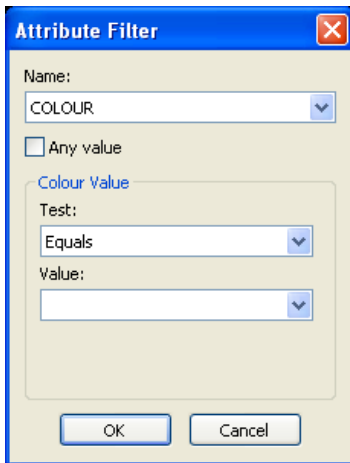 Attribute Filter
Name:
COLOUR
Any value
Colour Value
Test:
Equals
Value:
OK Cancel